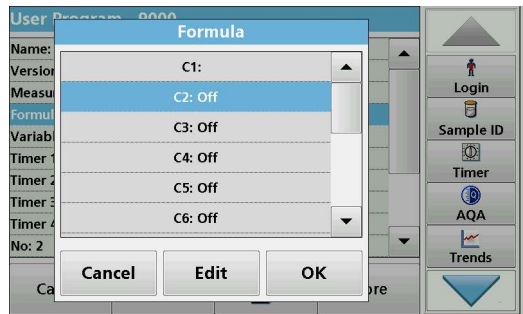 User Program 9000
Formula
Name:
C1:
Version
Measu
C2: Off
Login
Formul
C3: Off
Variabl
Sample ID
Timer 1
C4: Off
Timer
Timer 2
C5: Off
Timer 3
AQA
Timer 4
C6: Off
No: 2
Trends
Cancel
Edit
OK
Ca
ore